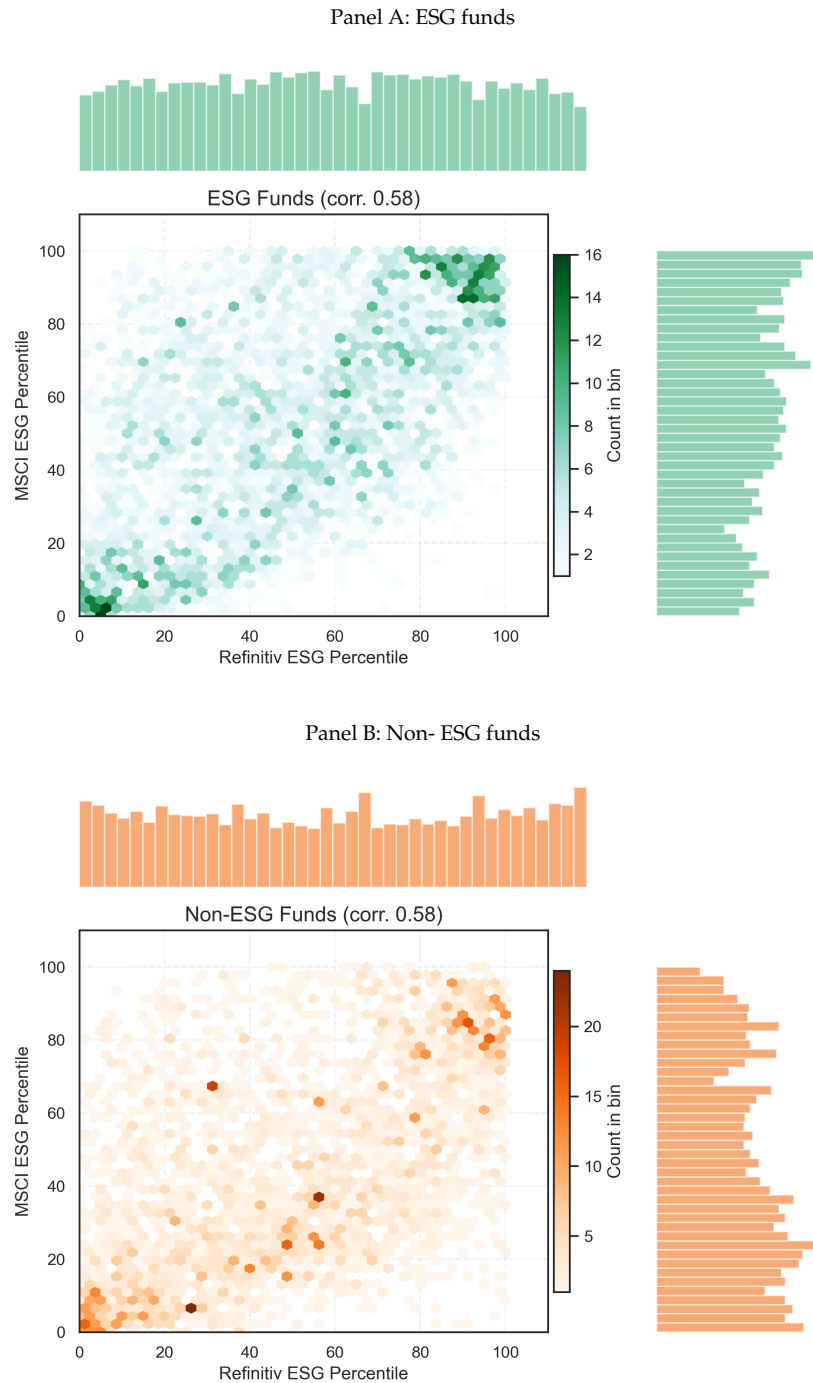 Panel A: ESG funds
ESG Funds (corr. 0.58)
100
80
60
40
20
0
MSCI ESG Percentile
0 20 40 60 80 100
Refinitiv ESG Percentile
16
14
12
10
8
6
4
2
Count in bin
Panel B: Non- ESG funds
Non-ESG Funds (corr. 0.58)
100
80
60
40
20
0
MSCI ESG Percentile
0 20 40 60 80 100
Refinitiv ESG Percentile
20
15
10
5
Count in bin